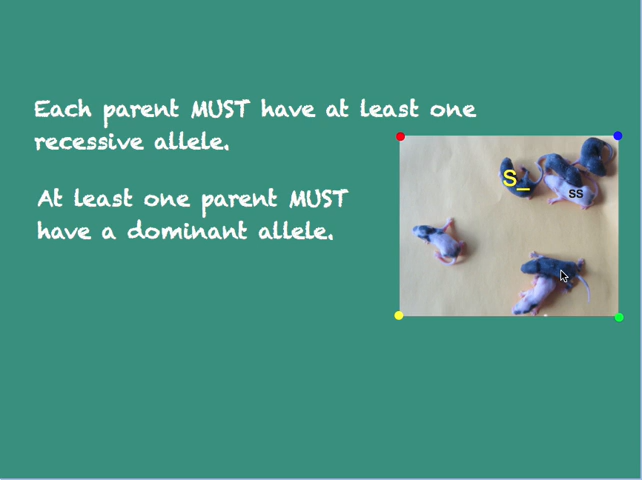 Each parent MUST have at least one
recessive allele.
At least one parent MUST
have a dominant allele.
S_
ss